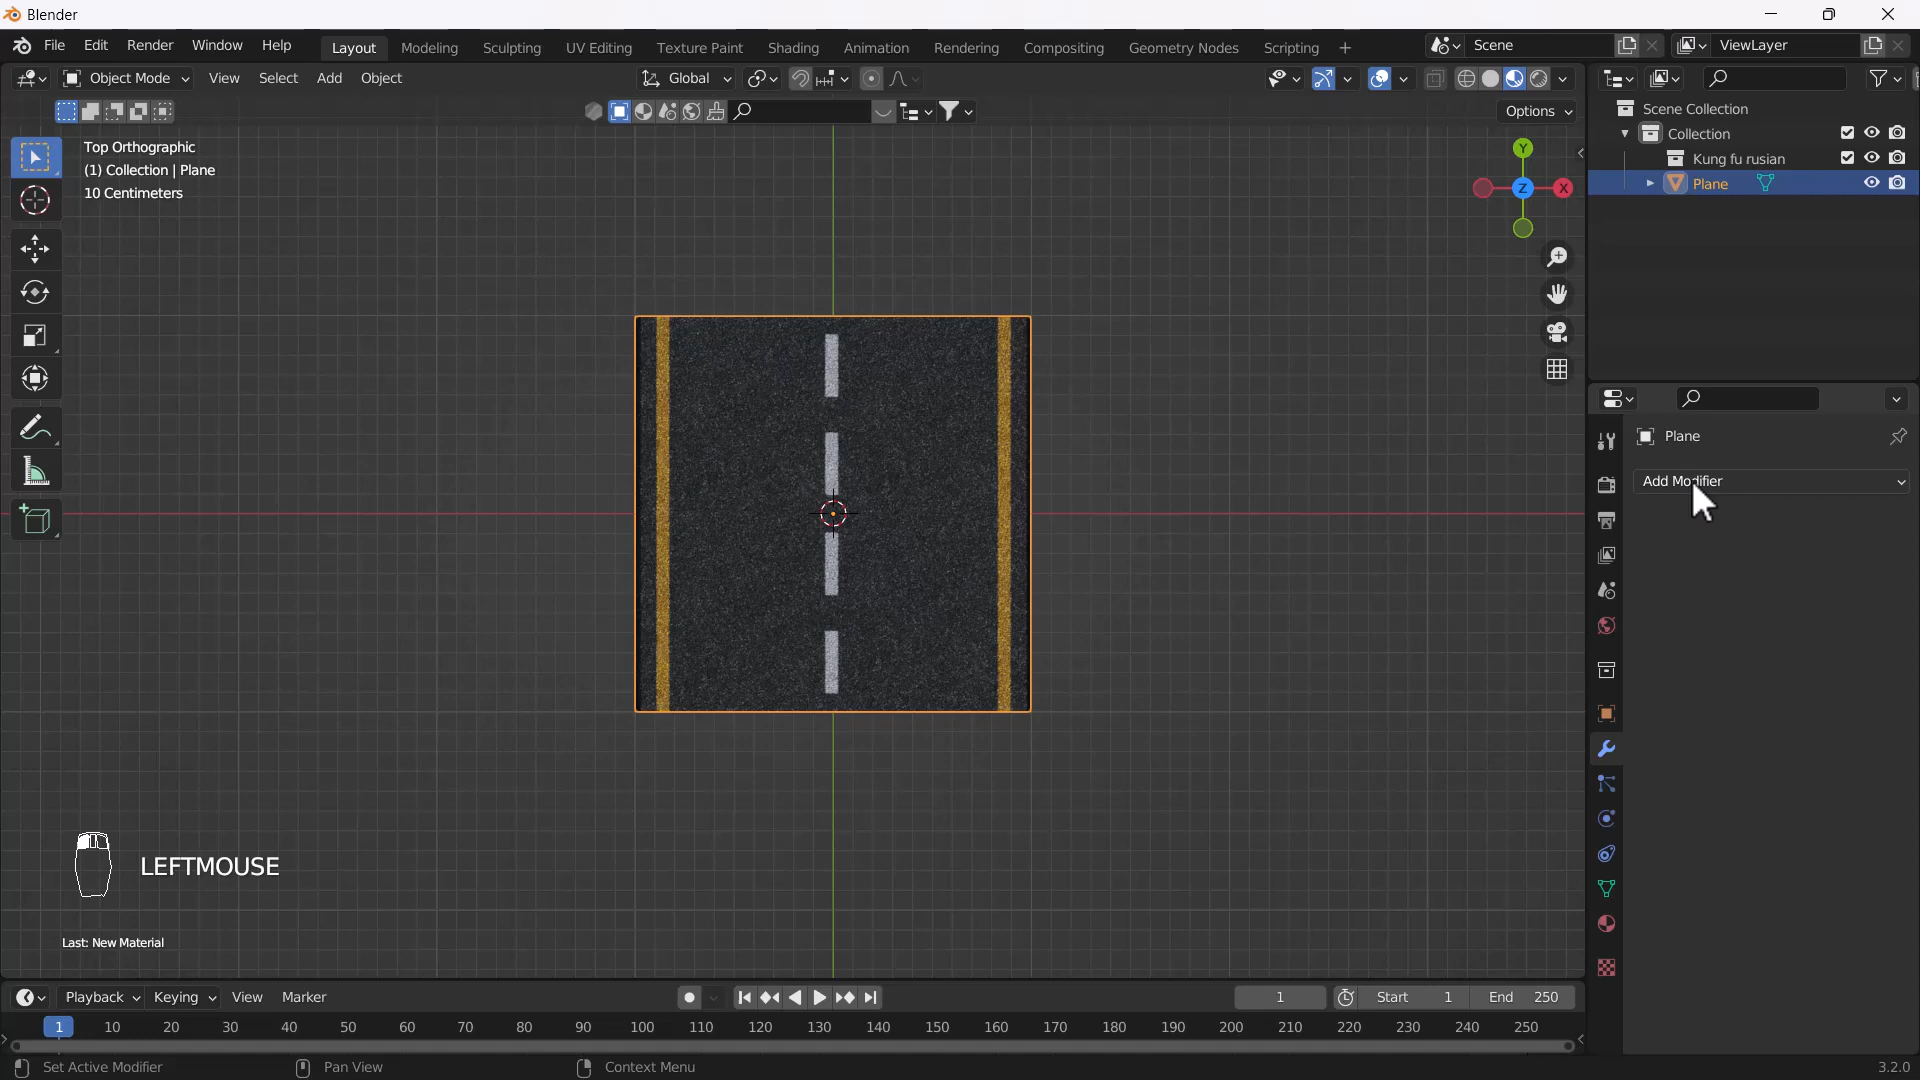 Blender
File Edit Render Window Help Layout Modeling Sculpting UV Editing Texture Paint Shading Animation Rendering Compositing Geometry Nodes Scripting + Scene ViewLayer
Object Mode View Select Add Object Global
Options
Top Orthographic
(1) Collection | Plane
10 Centimeters
Y
Z X
Scene Collection
Collection
Kung fu rusian
Plane
Plane
Add Modifier
LEFTMOUSE
Last: New Material
Playback Keying View Marker 1 Start 1 End 250
1 10 20 30 40 50 60 70 80 90 100 110 120 130 140 150 160 170 180 190 200 210 220 230 240 250
Set Active Modifier Pan View Context Menu 3.2.0